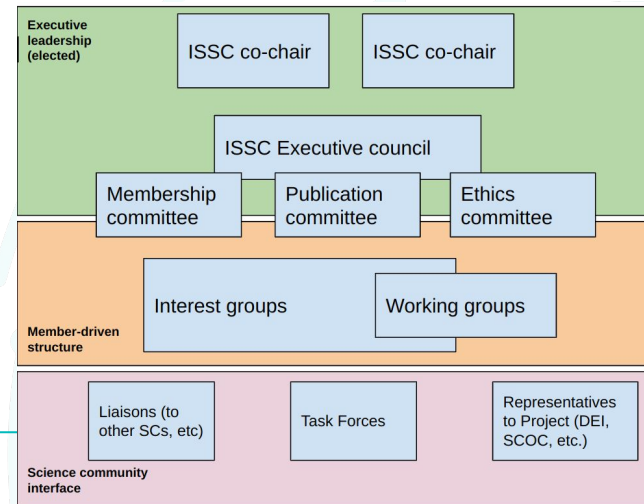 Executive
leadership
(elected)
ISSC co-chair
ISSC co-chair
ISSC Executive council
Membership
committee
Publication
committee
Ethics
committee
Interest groups
Working groups
Member-driven
structure
Liaisons (to
other SCs, etc)
Task Forces
Representatives
to Project (DEI,
SCOC, etc.)
Science community
interface